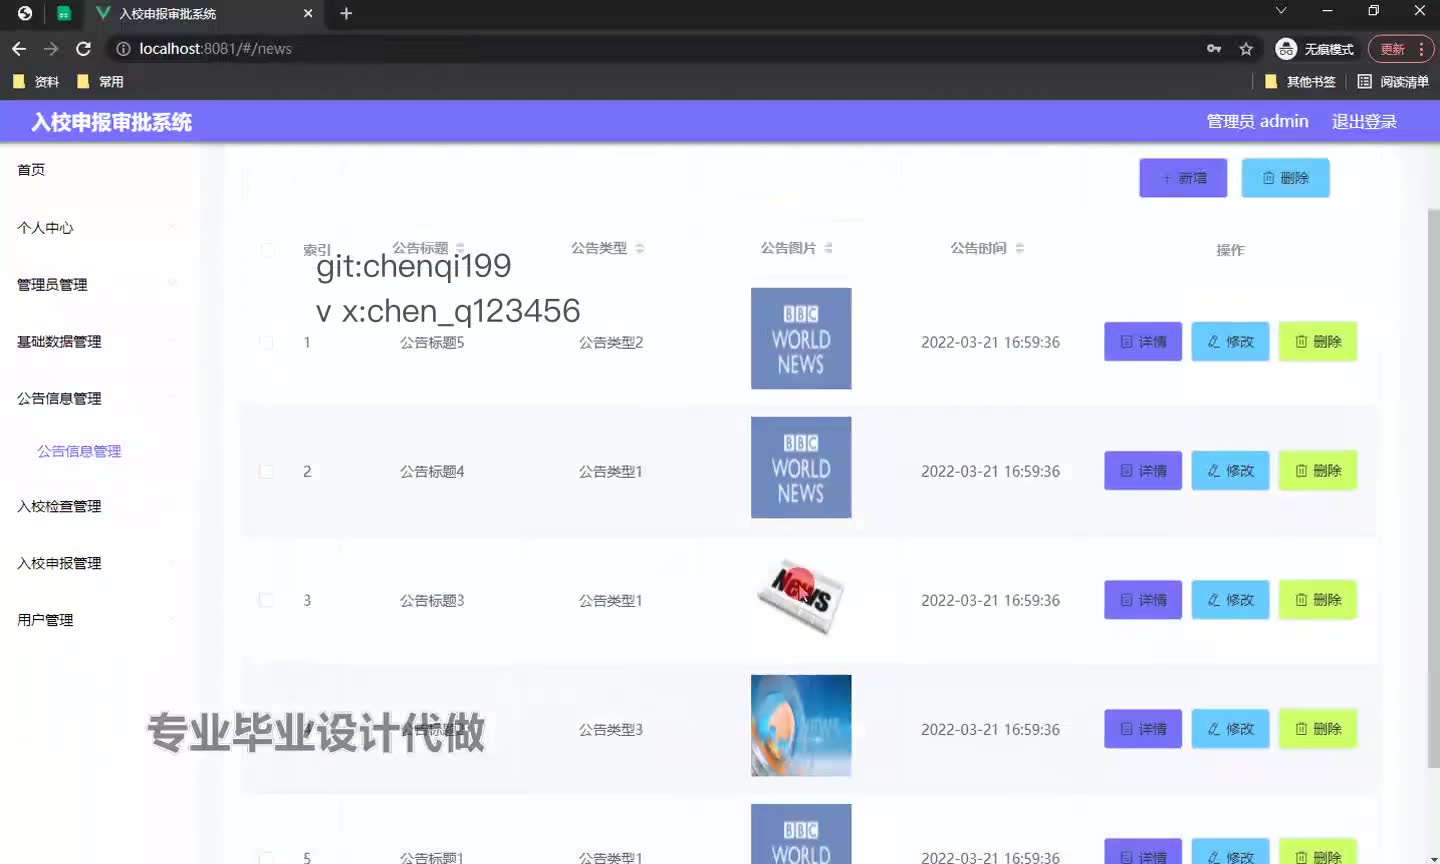 入校申报审批系统
localhost:8081/#/news
无痕模式
更新
资料
常用
其他书签
阅读清单
入校申报审批系统
管理员 admin
退出登录
首页
个人中心
管理员管理
基础数据管理
公告信息管理
公告信息管理
入校检查管理
入校申报管理
用户管理
新增
删除
索引
公告标题
公告类型
公告图片
公告时间
操作
git:chenqi199
v x:chen_q123456
1
公告标题5
公告类型2
BBC
WORLD
NEWS
2022-03-21 16:59:36
详情
修改
删除
2
公告标题4
公告类型1
BBC
WORLD
NEWS
2022-03-21 16:59:36
详情
修改
删除
3
公告标题3
公告类型1
News
2022-03-21 16:59:36
详情
修改
删除
专业毕业设计代做
公告类型3
NEWS
2022-03-21 16:59:36
详情
修改
删除
5
公告标题1
公告类型1
BBC
WORLD
2022-03-21 16:59:36
详情
修改
删除